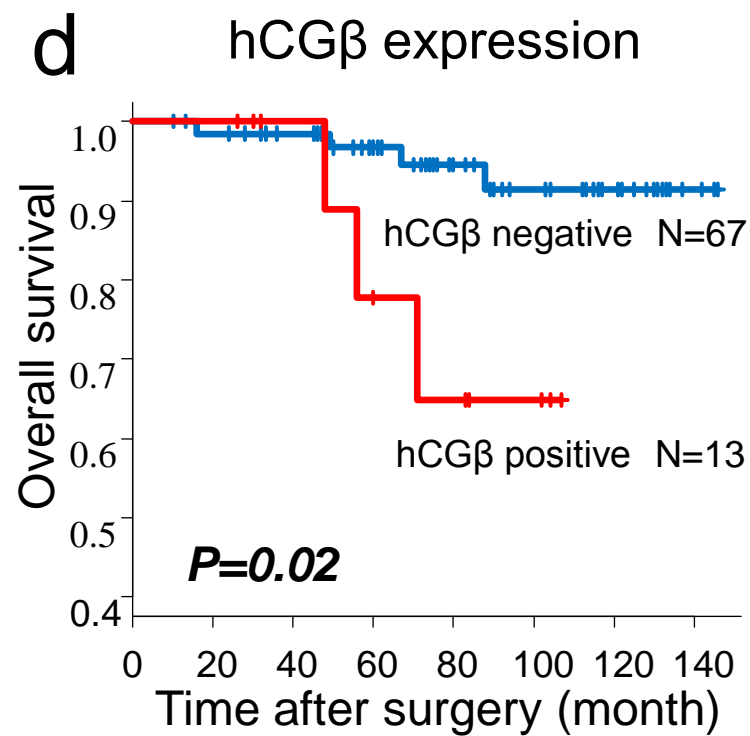 d
hCGβ expression
Overall survival
1.0
0.9
0.8
0.7
0.6
0.5
0.4
hCGβ negative N=67
hCGβ positive N=13
P=0.02
0 20 40 60 80 100 120 140
Time after surgery (month)